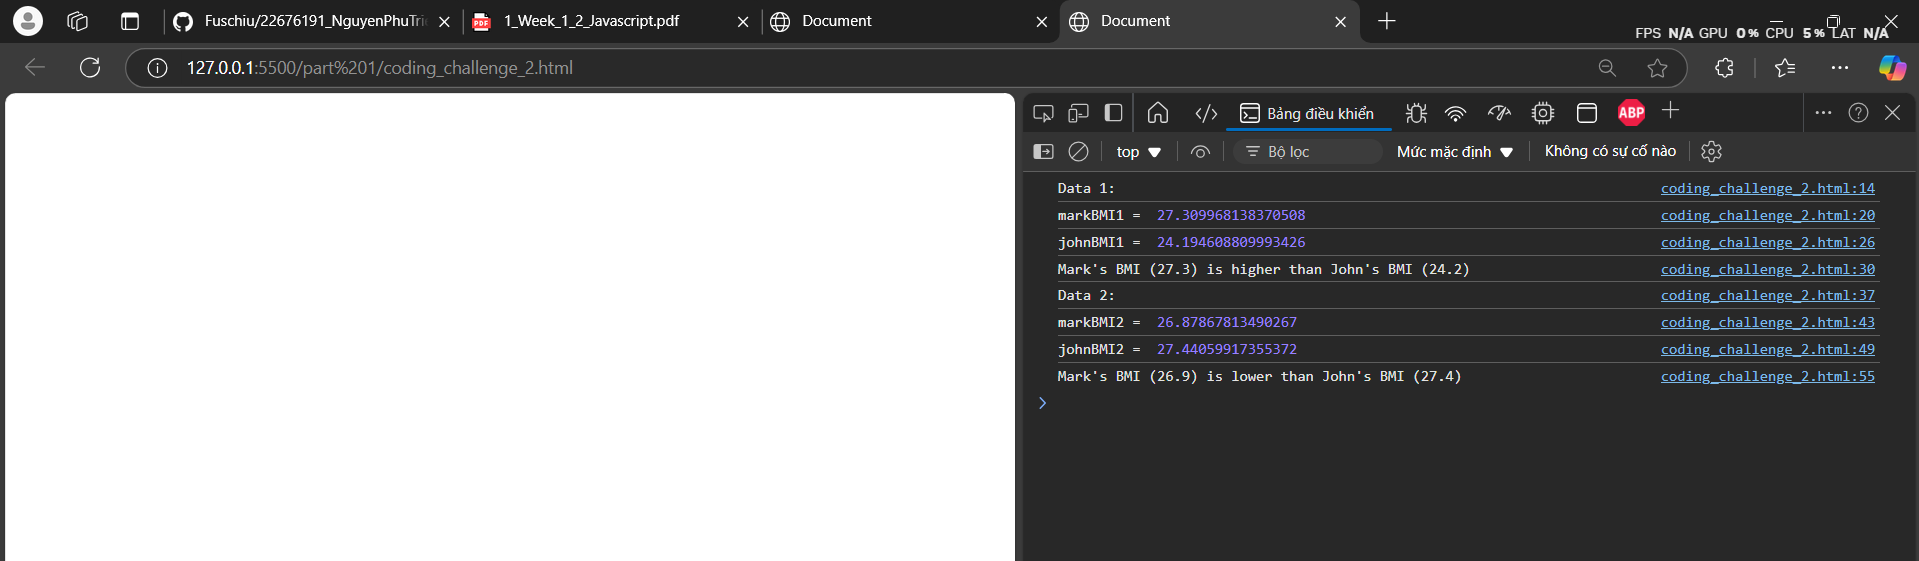 Fuschiu/22676191_NguyenPhuTri
1_Week_1_2_Javascript.pdf
Document
Document
FPS N/A GPU 0% CPU 5% LAT N/A
127.0.0.1:5500/part%201/coding_challenge_2.html
Bảng điều khiển
ABP
top
Bộ lọc
Mức mặc định
Không có sự cố nào
Data 1: coding_challenge_2.html:14
markBMI1 = 27.309968138370508 coding_challenge_2.html:20
johnBMI1 = 24.194608809993426 coding_challenge_2.html:26
Mark's BMI (27.3) is higher than John's BMI (24.2) coding_challenge_2.html:30
Data 2: coding_challenge_2.html:37
markBMI2 = 26.87867813490267 coding_challenge_2.html:43
johnBMI2 = 27.44059917355372 coding_challenge_2.html:49
Mark's BMI (26.9) is lower than John's BMI (27.4) coding_challenge_2.html:55